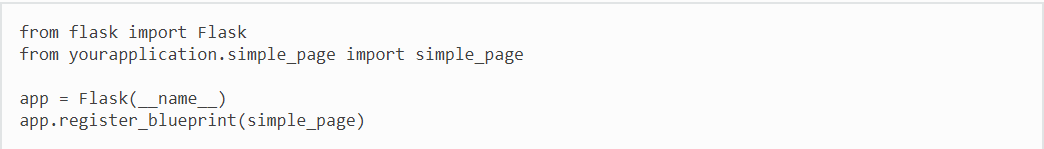 from flask import Flask
from yourapplication.simple_page import simple_page
app = Flask(__name__)
app.register_blueprint(simple_page)